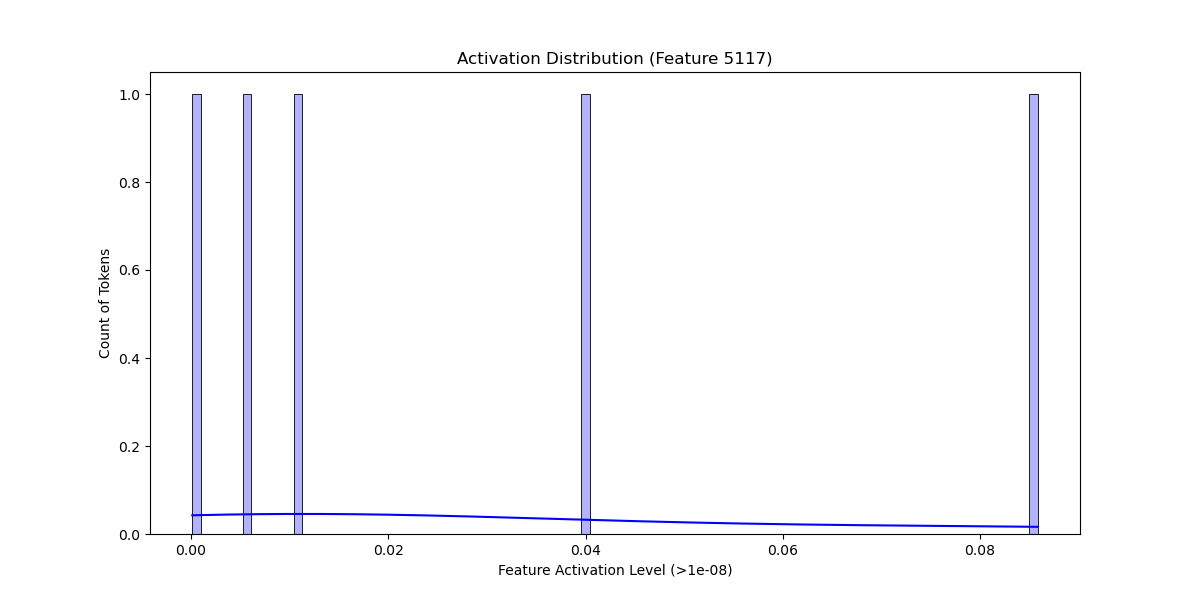 Activation Distribution (Feature 5117)
Count of Tokens
1.0
0.8
0.6
0.4
0.2
0.0
0.00 0.02 0.04 0.06 0.08
Feature Activation Level (>1e-08)